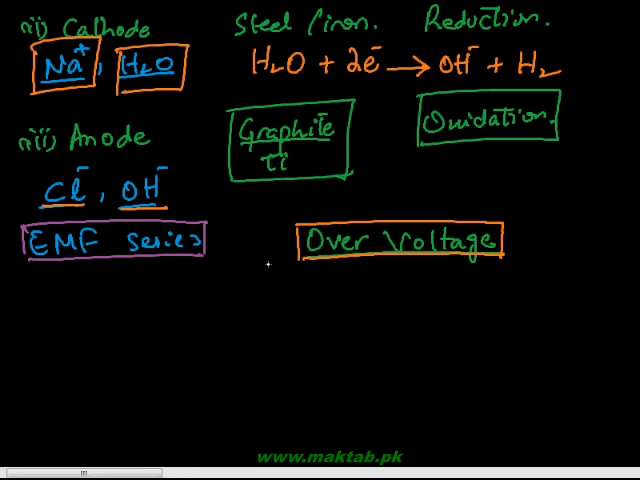 ii) Cathode Steel / iron. Reduction.
Na⁺, H₂O H₂O + 2e⁻ → OH⁻ + H₂
iii) Anode Graphite Ti Oxidation.
Cl⁻, OH⁻
EMF series Over Voltage
www.maktab.pk